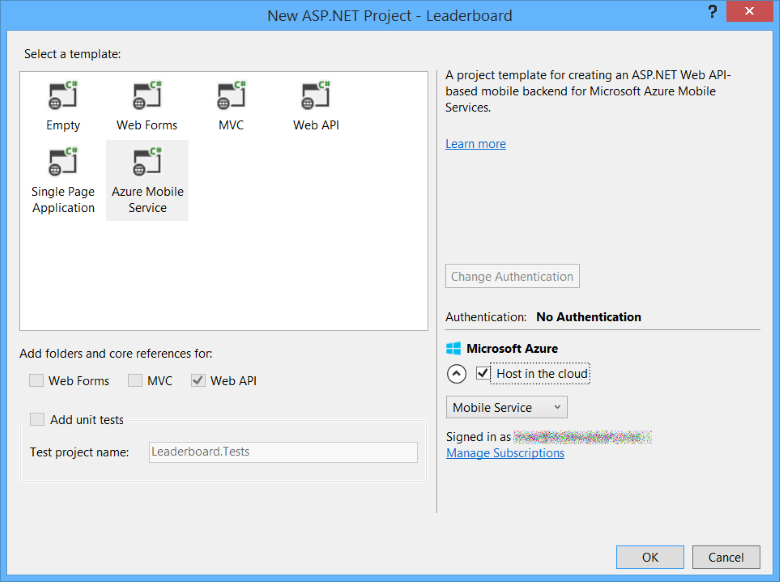 New ASP.NET Project - Leaderboard
?
Select a template:
Empty
Web Forms
MVC
Web API
Single Page
Application
Azure Mobile
Service
A project template for creating an ASP.NET Web API-
based mobile backend for Microsoft Azure Mobile
Services.
Learn more
Change Authentication
Authentication: No Authentication
Microsoft Azure
Host in the cloud
Mobile Service
Signed in as
Manage Subscriptions
Add folders and core references for:
Web Forms
MVC
Web API
Add unit tests
Test project name:
Leaderboard.Tests
OK
Cancel